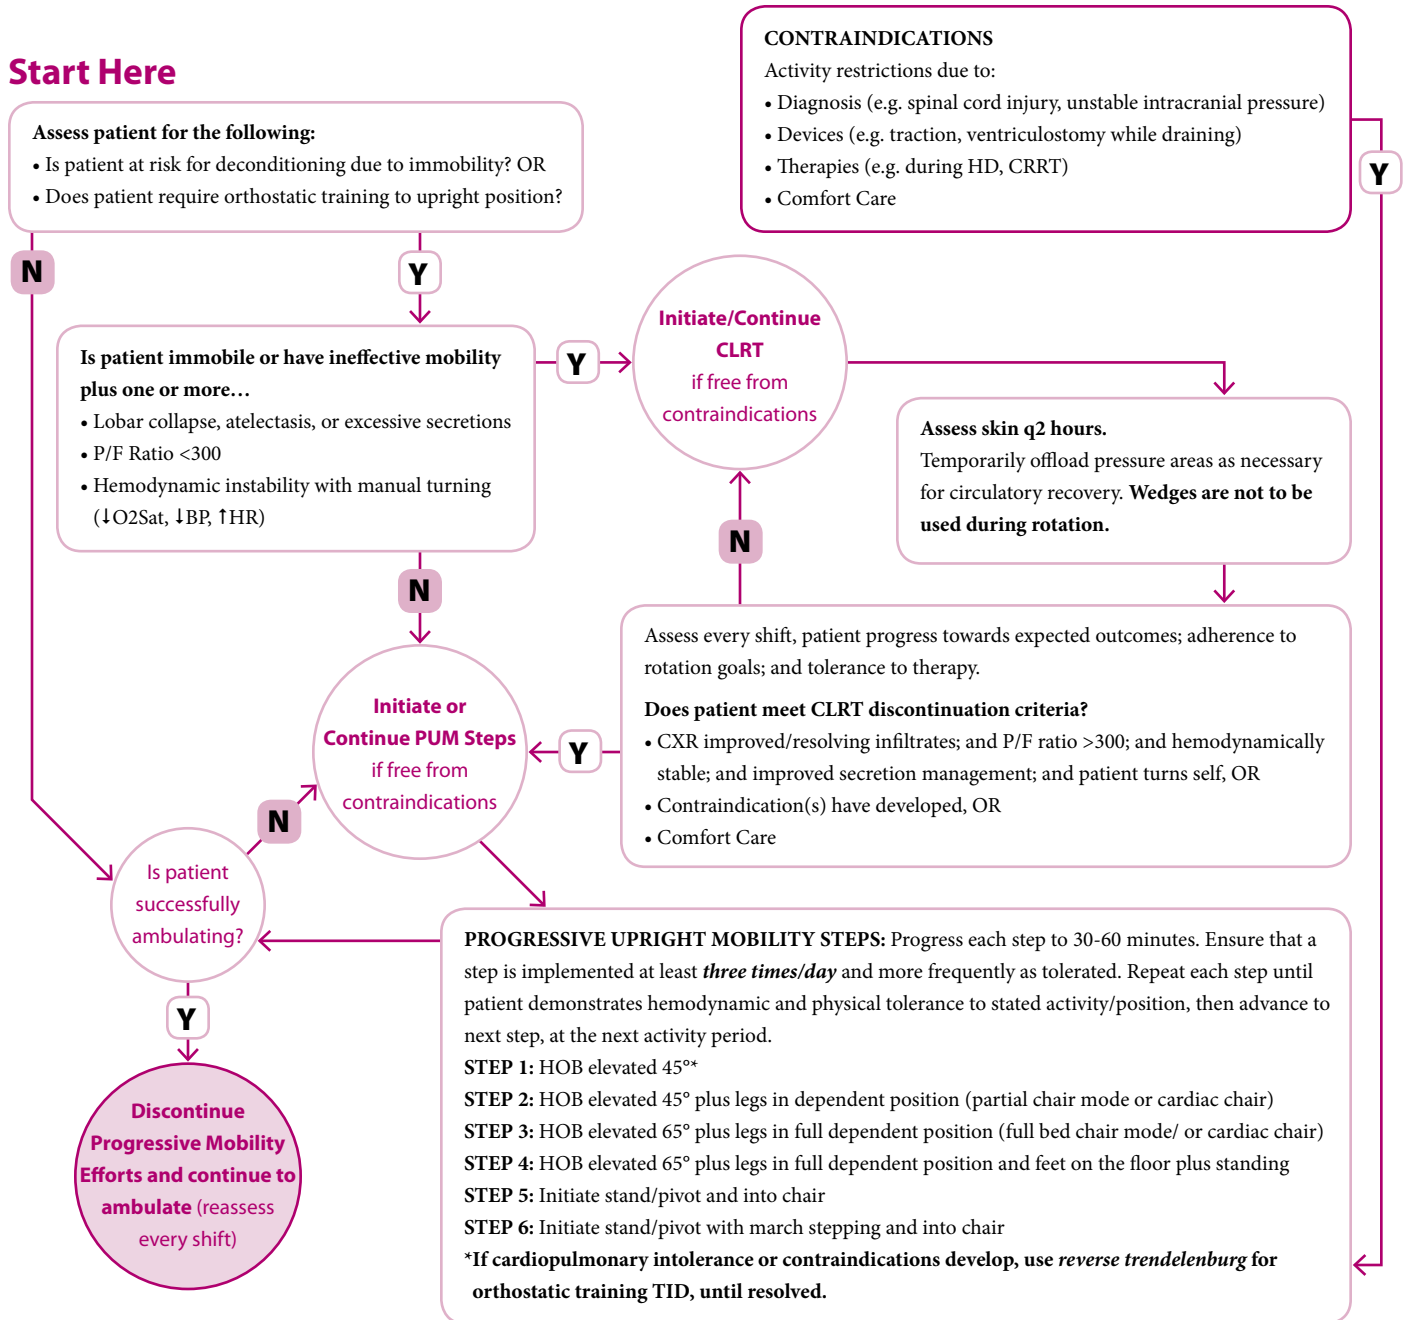 Start Here
Assess patient for the following:
• Is patient at risk for deconditioning due to immobility? OR
• Does patient require orthostatic training to upright position?
CONTRAINDICATIONS
Activity restrictions due to:
• Diagnosis (e.g. spinal cord injury, unstable intracranial pressure)
• Devices (e.g. traction, ventriculostomy while draining)
• Therapies (e.g. during HD, CRRT)
• Comfort Care
Y
N
Y
Is patient immobile or have ineffective mobility
plus one or more…
• Lobar collapse, atelectasis, or excessive secretions
• P/F Ratio <300
• Hemodynamic instability with manual turning
(↓O2Sat, ↓BP, ↑HR)
Y
Initiate/Continue
CLRT
if free from
contraindications
Assess skin q2 hours.
Temporarily offload pressure areas as necessary
for circulatory recovery. Wedges are not to be
used during rotation.
N
N
Assess every shift, patient progress towards expected outcomes; adherence to
rotation goals; and tolerance to therapy.
Does patient meet CLRT discontinuation criteria?
• CXR improved/resolving infiltrates; and P/F ratio >300; and hemodynamically
stable; and improved secretion management; and patient turns self, OR
• Contraindication(s) have developed, OR
• Comfort Care
Y
Initiate or
Continue PUM Steps
if free from
contraindications
N
Is patient
successfully
ambulating?
Y
Discontinue
Progressive Mobility
Efforts and continue to
ambulate (reassess
every shift)
PROGRESSIVE UPRIGHT MOBILITY STEPS: Progress each step to 30-60 minutes. Ensure that a
step is implemented at least three times/day and more frequently as tolerated. Repeat each step until
patient demonstrates hemodynamic and physical tolerance to stated activity/position, then advance to
next step, at the next activity period.
STEP 1: HOB elevated 45°*
STEP 2: HOB elevated 45° plus legs in dependent position (partial chair mode or cardiac chair)
STEP 3: HOB elevated 65° plus legs in full dependent position (full bed chair mode/ or cardiac chair)
STEP 4: HOB elevated 65° plus legs in full dependent position and feet on the floor plus standing
STEP 5: Initiate stand/pivot and into chair
STEP 6: Initiate stand/pivot with march stepping and into chair
*If cardiopulmonary intolerance or contraindications develop, use reverse trendelenburg for
orthostatic training TID, until resolved.